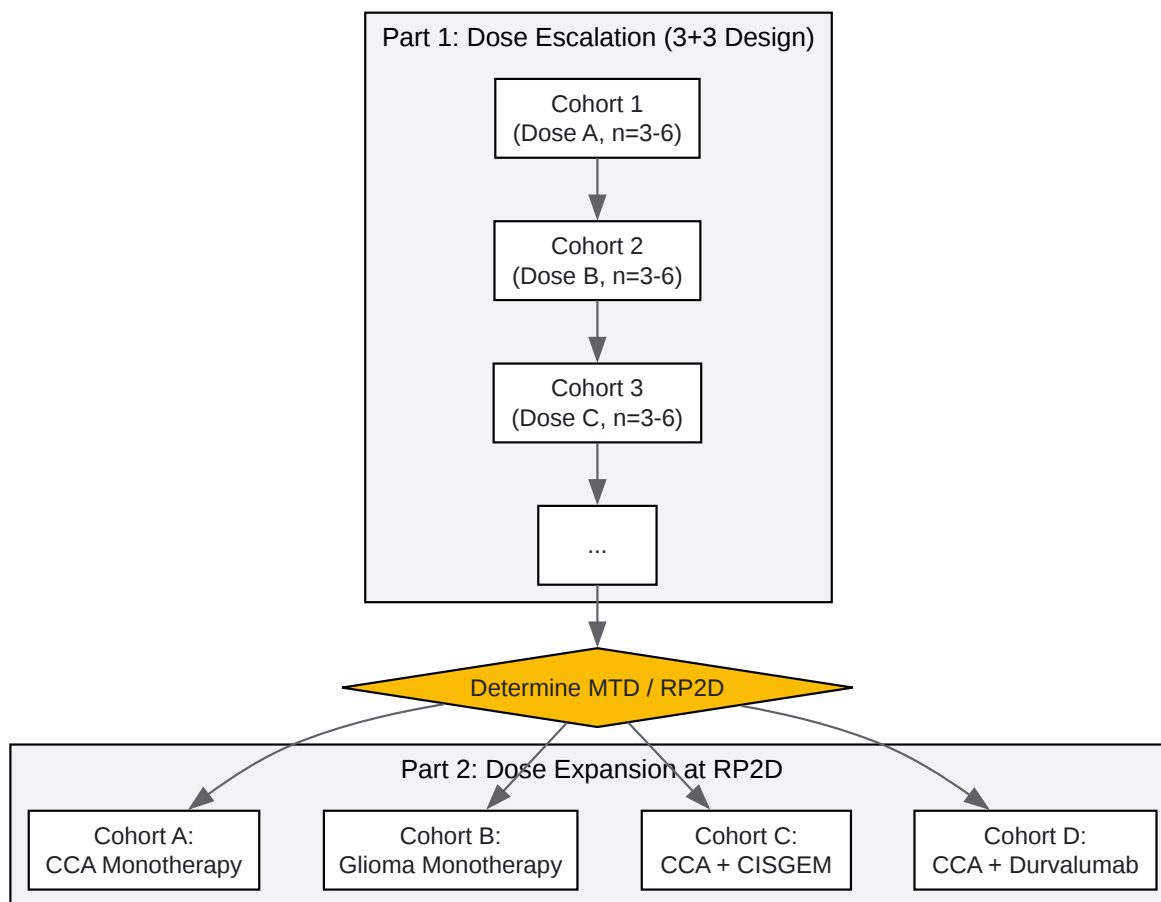 Part 1: Dose Escalation (3+3 Design)
Cohort 1
(Dose A, n=3-6)
Cohort 2
(Dose B, n=3-6)
Cohort 3
(Dose C, n=3-6)
...
Determine MTD / RP2D
Part 2: Dose Expansion at RP2D
Cohort A:
CCA Monotherapy
Cohort B:
Glioma Monotherapy
Cohort C:
CCA + CISGEM
Cohort D:
CCA + Durvalumab